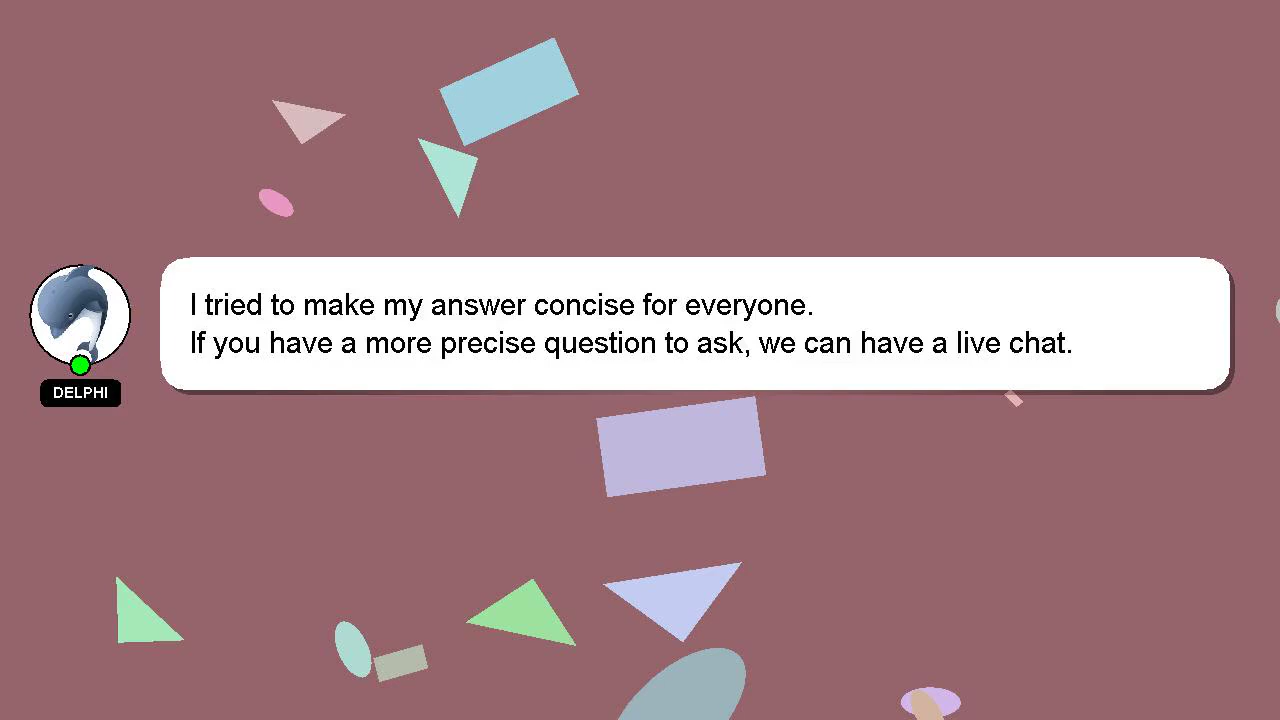 I tried to make my answer concise for everyone.
If you have a more precise question to ask, we can have a live chat.
DELPHI